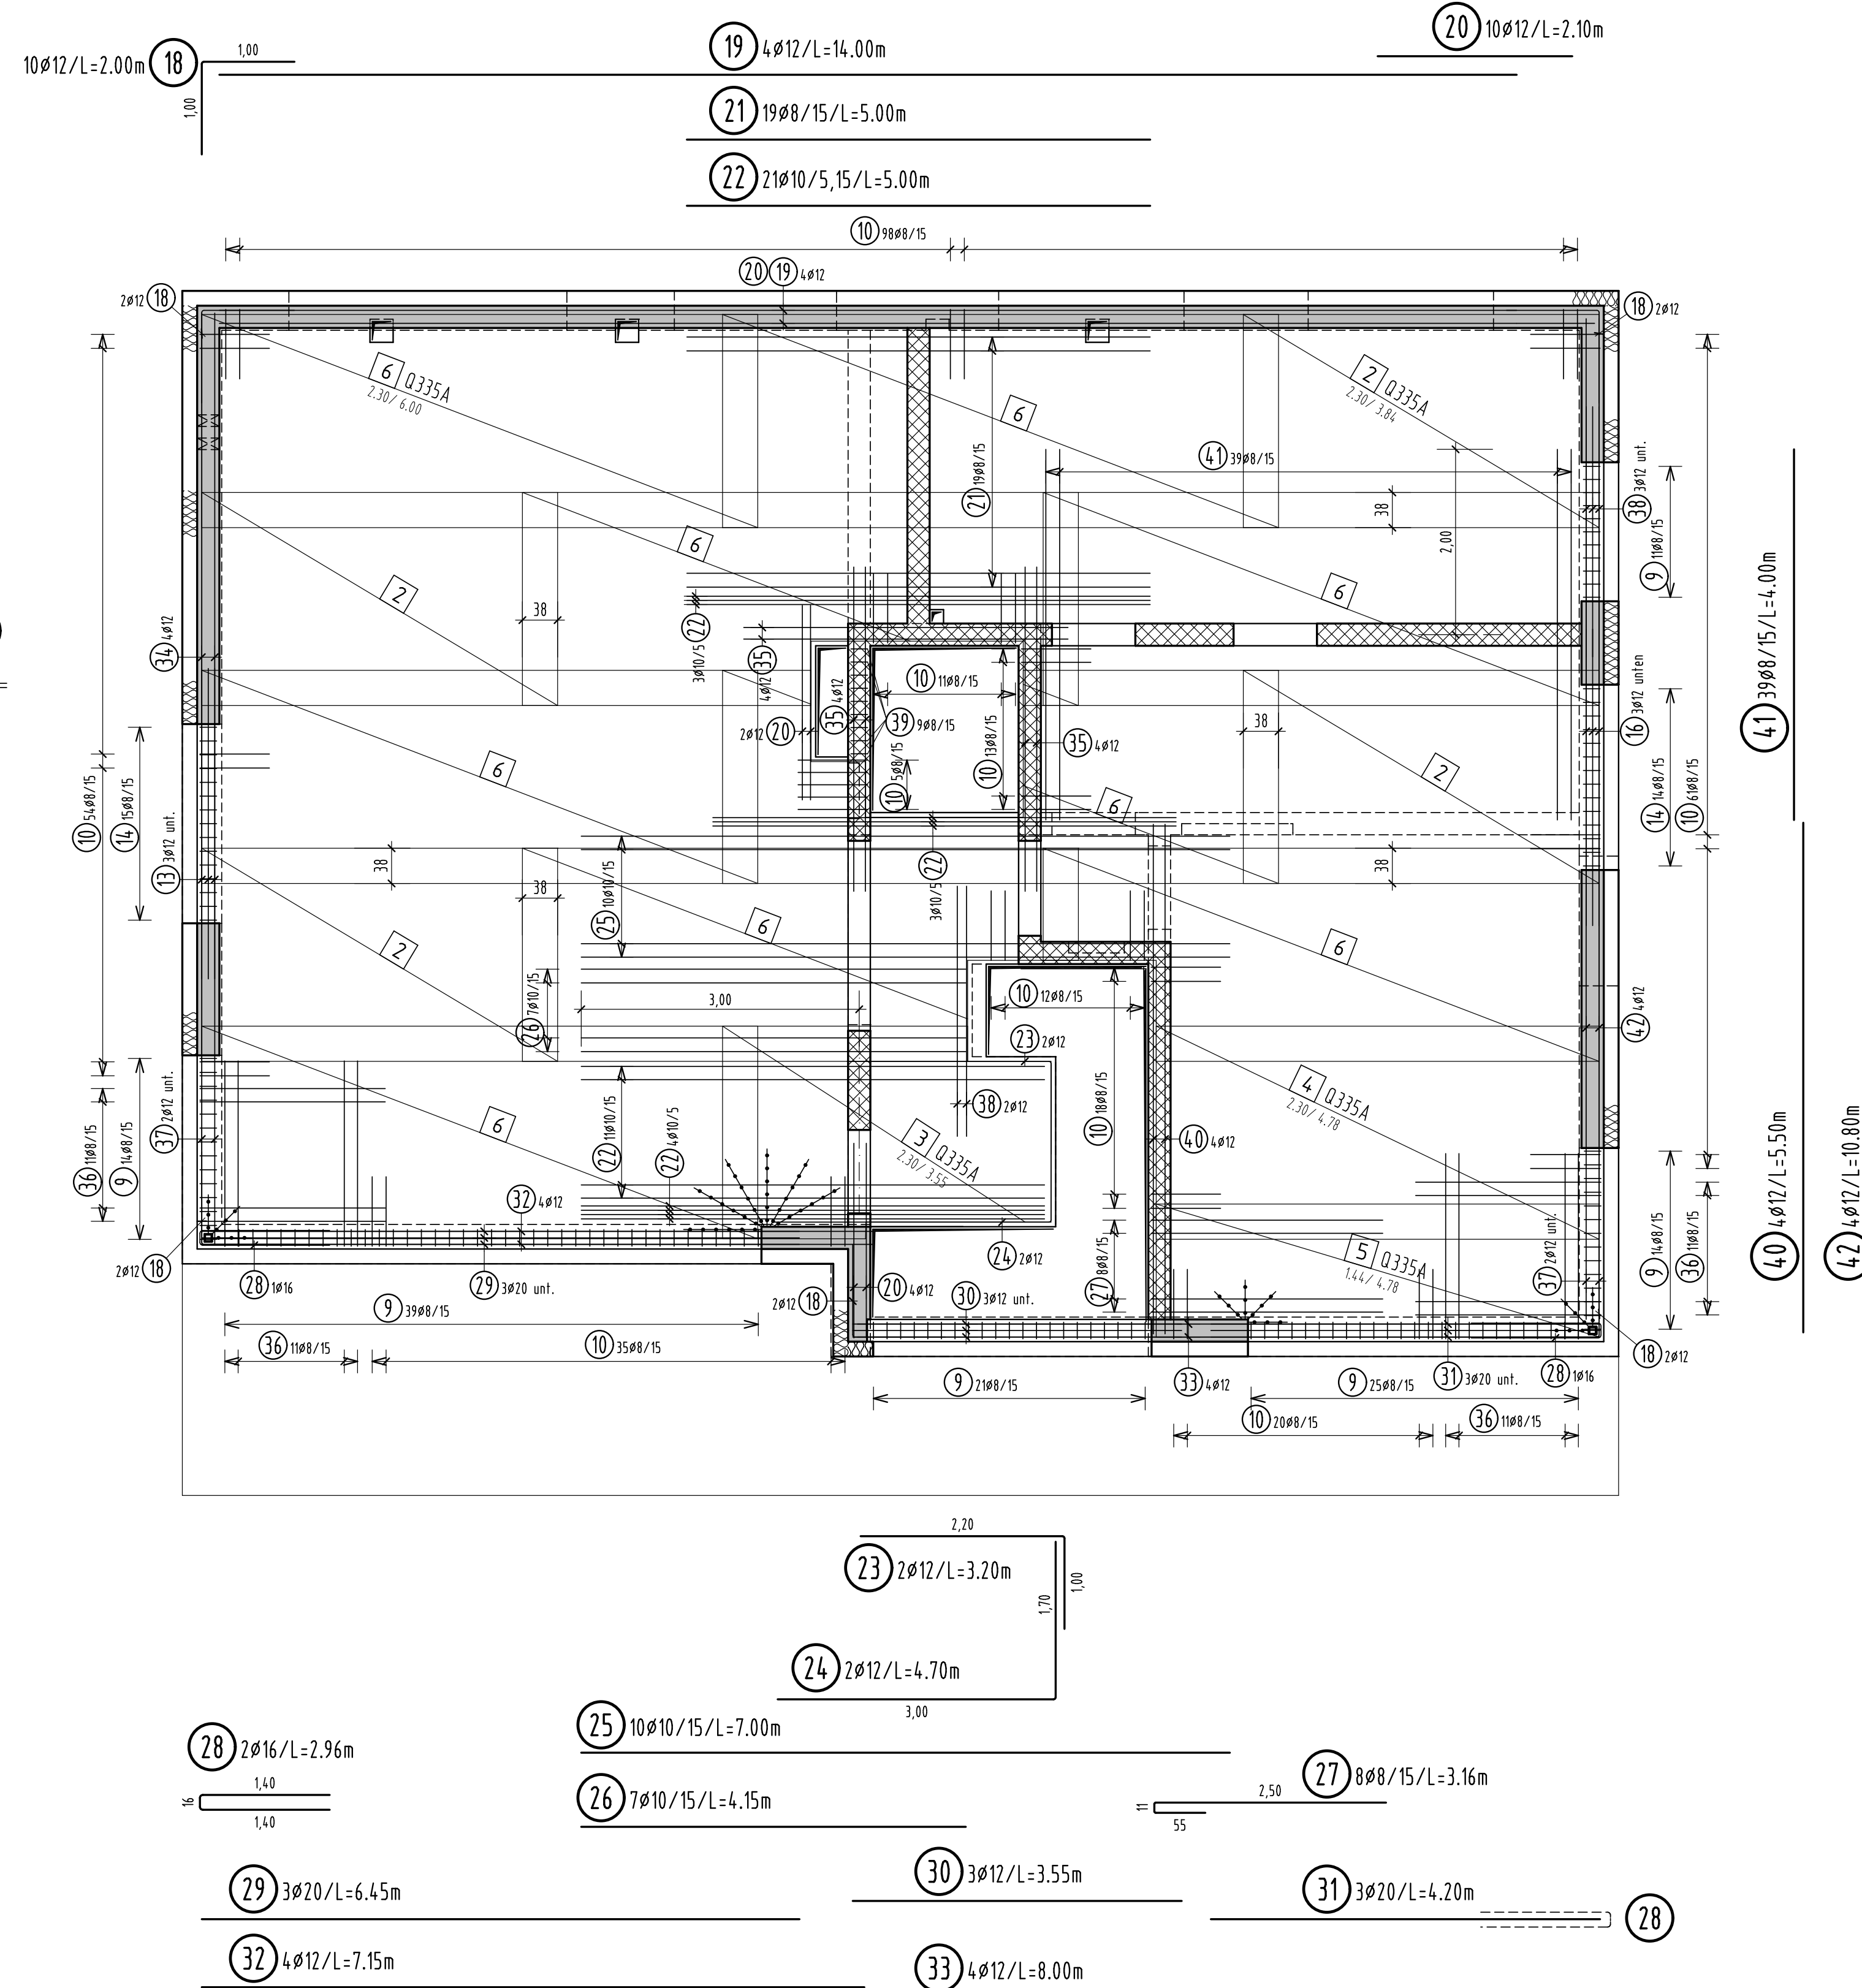 10ø12/L=2.00m 18
1,00
1,00
19 4ø12/L=14.00m
20 10ø12/L=2.10m
21 19ø8/15/L=5.00m
22 21ø10/5,15/L=5.00m
10 98ø8/15
20 19 4ø12
2ø12 18
18 2ø12
6 Q335A
2.30/ 6.00
6
2 Q335A
2.30/ 3.84
41 39ø8/15
21 19ø8/15
38
2,00
38 3ø12 unt.
9 11ø8/15
6
2
6
38
34 4ø12
3ø10/5 22
4ø12 35
10 11ø8/15
35 4ø12
39 9ø8/15
2ø12 20
10 5ø8/15
10 13ø8/15
35 4ø12
38
16 3ø12 unten
14 14ø8/15
10 61ø8/15
41 39ø8/15/L=4.00m
10 54ø8/15
14 15ø8/15
13 3ø12 unt.
6
6
2
38
38
25 10ø10/15
3ø10/5 22
38
2
6
6
26 7ø10/15
3,00
10 12ø8/15
23 2ø12
42 4ø12
36 11ø8/15
9 14ø8/15
37 2ø12 unt.
6
22 11ø10/15
22 4ø10/5
38 2ø12
3 Q335A
2.30/ 3.55
10 18ø8/15
40 4ø12
4 Q335A
2.30/ 4.78
40 4ø12/L=5.50m
42 4ø12/L=10.80m
32 4ø12
24 2ø12
27 8ø8/15
5 Q335A
1.44/ 4.78
37 2ø12 unt.
9 14ø8/15
36 11ø8/15
2ø12 18
28 1ø16
29 3ø20 unt.
2ø12 18
20 4ø12
30 3ø12 unt.
9 39ø8/15
36 11ø8/15
10 35ø8/15
9 21ø8/15
33 4ø12
9 25ø8/15
31 3ø20 unt.
28 1ø16
18 2ø12
10 20ø8/15
36 11ø8/15
2,20
23 2ø12/L=3.20m
1,00
1,70
24 2ø12/L=4.70m
3,00
25 10ø10/15/L=7.00m
28 2ø16/L=2.96m
1,40
16
1,40
26 7ø10/15/L=4.15m
27 8ø8/15/L=3.16m
2,50
11
55
29 3ø20/L=6.45m
30 3ø12/L=3.55m
31 3ø20/L=4.20m
28
32 4ø12/L=7.15m
33 4ø12/L=8.00m